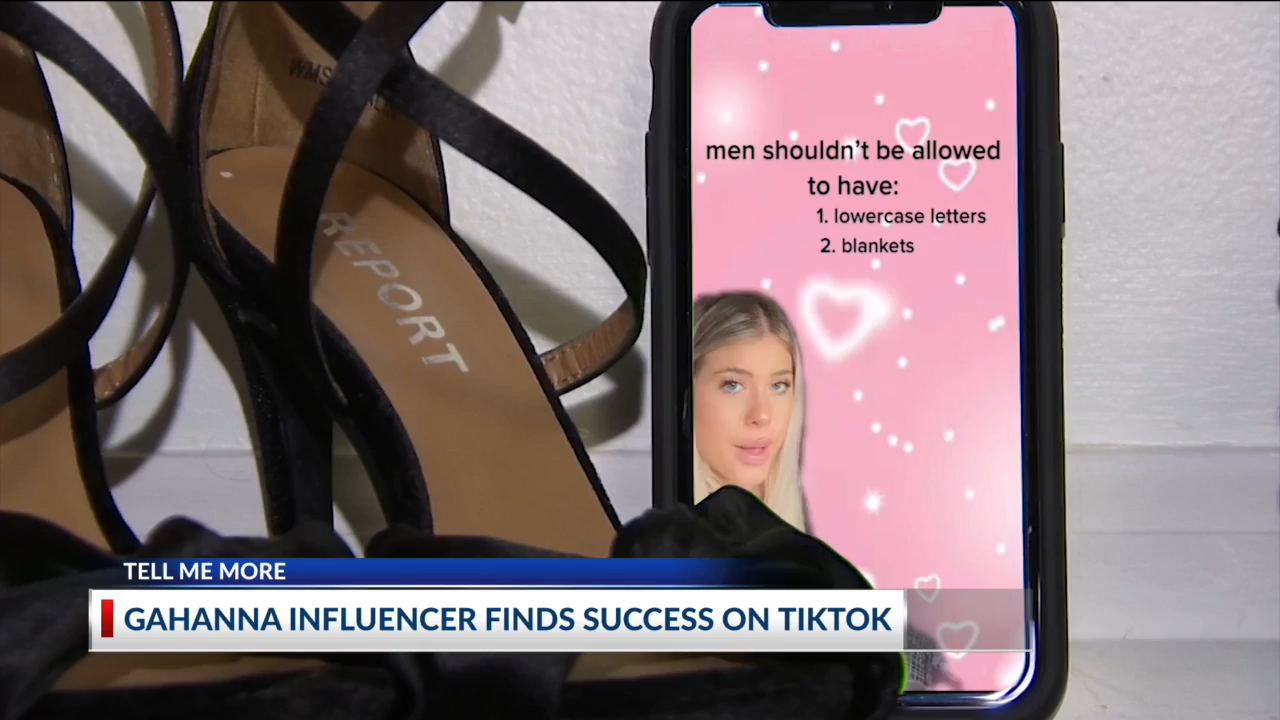 men shouldn't be allowed
to have:
1. lowercase letters
2. blankets
REPORT
TELL ME MORE
GAHANNA INFLUENCER FINDS SUCCESS ON TIKTOK